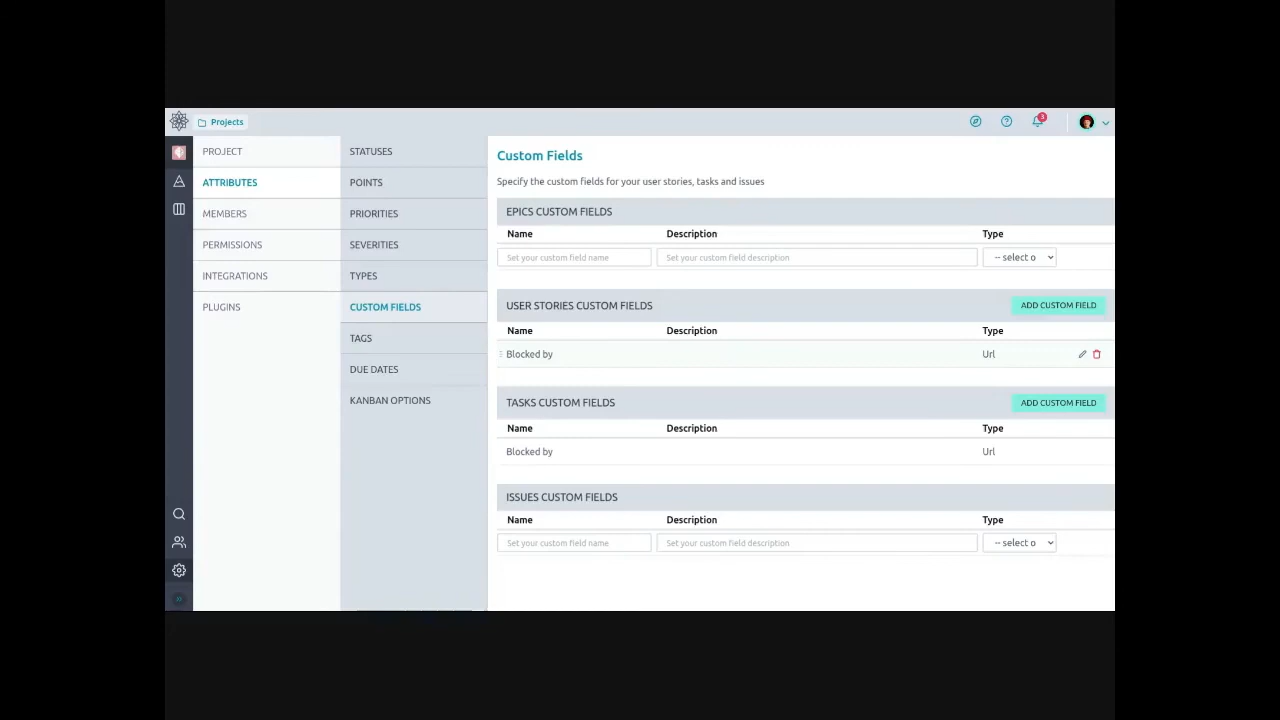 Projects
3
PROJECT
ATTRIBUTES
MEMBERS
PERMISSIONS
INTEGRATIONS
PLUGINS
STATUSES
POINTS
PRIORITIES
SEVERITIES
TYPES
CUSTOM FIELDS
TAGS
DUE DATES
KANBAN OPTIONS
Custom Fields
Specify the custom fields for your user stories, tasks and issues
EPICS CUSTOM FIELDS
Name Description Type
Set your custom field name Set your custom field description -- select o
USER STORIES CUSTOM FIELDS ADD CUSTOM FIELD
Name Description Type
Blocked by Url
TASKS CUSTOM FIELDS ADD CUSTOM FIELD
Name Description Type
Blocked by Url
ISSUES CUSTOM FIELDS
Name Description Type
Set your custom field name Set your custom field description -- select o